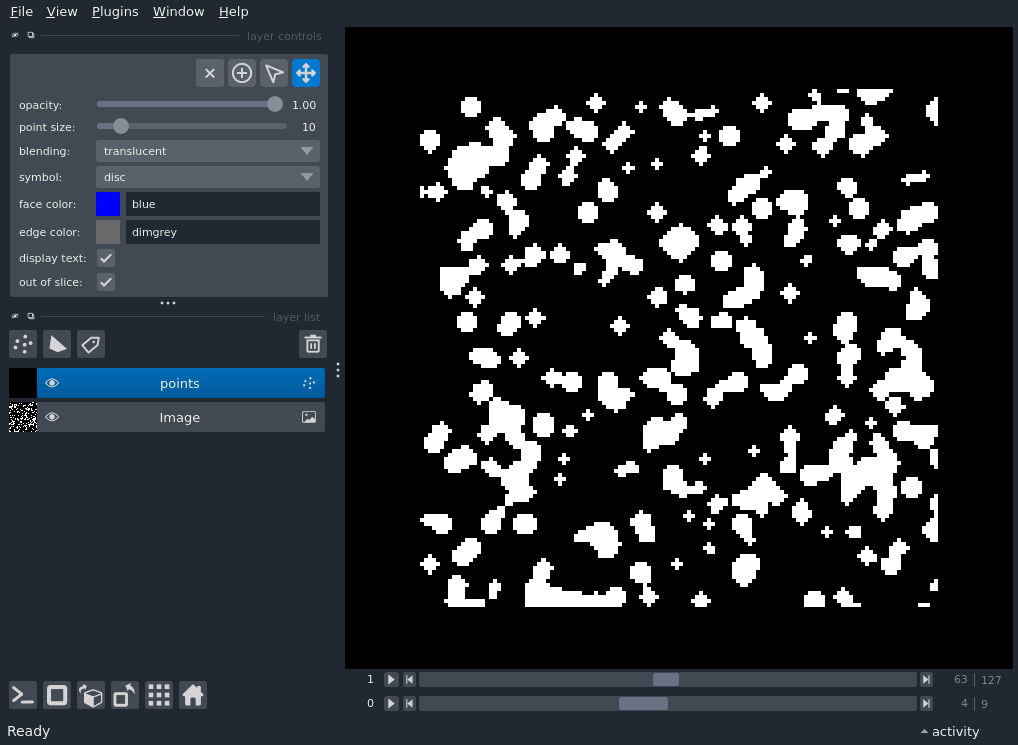 File View Plugins Window Help
layer controls
opacity: 1.00
point size: 10
blending: translucent
symbol: disc
face color: blue
edge color: dimgrey
display text:
out of slice:
layer list
points
Image
1 63 127
0 4 9
Ready activity